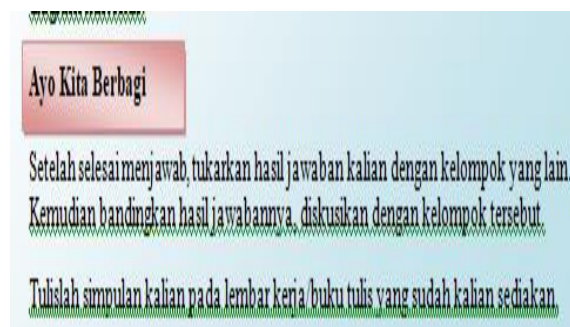 Ayo Kita Berbagi
Setelah selesai menjawab, tukarkan hasil jawaban kalian dengan kelompok yang lain.
Kemudian bandingkan hasil jawabannya, diskusikan dengan kelompok tersebut.
Tulislah simpulan kalian pada lembar kerja/buku tulis yang sudah kalian sediakan.